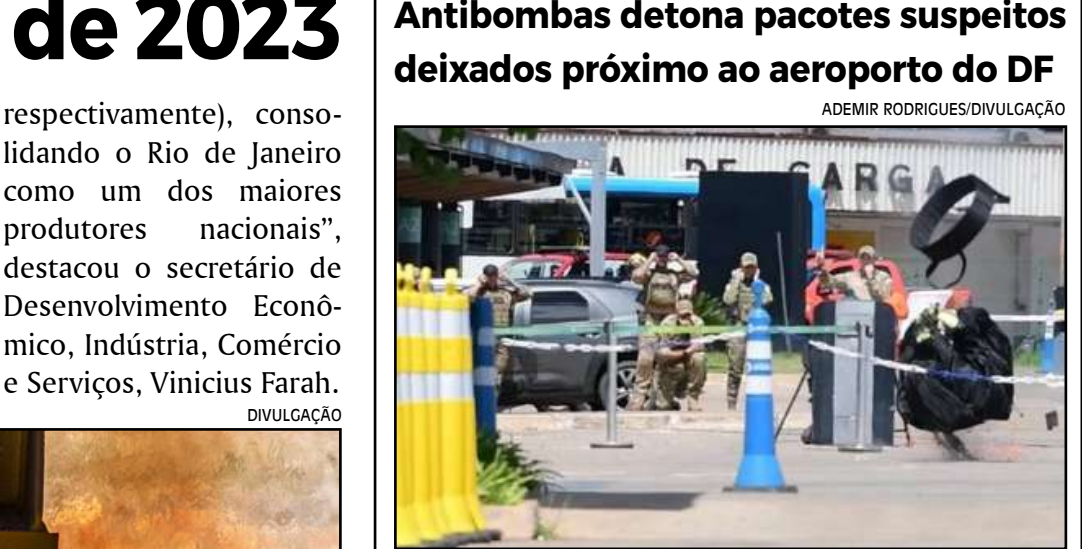 de 2023
respectivamente), conso-
lidando o Rio de Janeiro
como um dos maiores
produtores nacionais”,
destacou o secretário de
Desenvolvimento Econô-
mico, Indústria, Comércio
e Serviços, Vinicius Farah.
DIVULGAÇÃO
Antibombas detona pacotes suspeitos
deixados próximo ao aeroporto do DF
ADEMIR RODRIGUES/DIVULGAÇÃO
DE CARGA